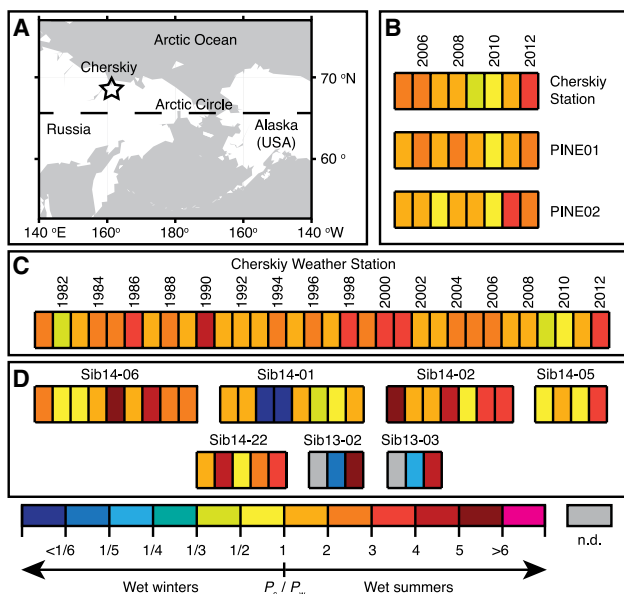 A
Arctic Ocean
Cherskiy
70 °N
Arctic Circle
Russia
Alaska
(USA)
60 °
140 °E
160 °
180 °
160 °
140 °W
B
2006
2008
2010
2012
Cherskiy
Station
PINE01
PINE02
C
Cherskiy Weather Station
1982
1984
1986
1988
1990
1992
1994
1996
1998
2000
2002
2004
2006
2008
2010
2012
D
Sib14-06
Sib14-01
Sib14-02
Sib14-05
Sib14-22
Sib13-02
Sib13-03
<1/6
1/5
1/4
1/3
1/2
1
2
3
4
5
>6
n.d.
Wet winters
Ps / Pw
Wet summers